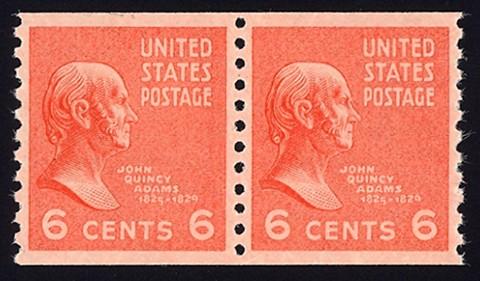 UNITED
STATES
POSTAGE
JOHN
QUINCY
ADAMS
1825-1829
6 CENTS 6
UNITED
STATES
POSTAGE
JOHN
QUINCY
ADAMS
1825-1829
6 CENTS 6